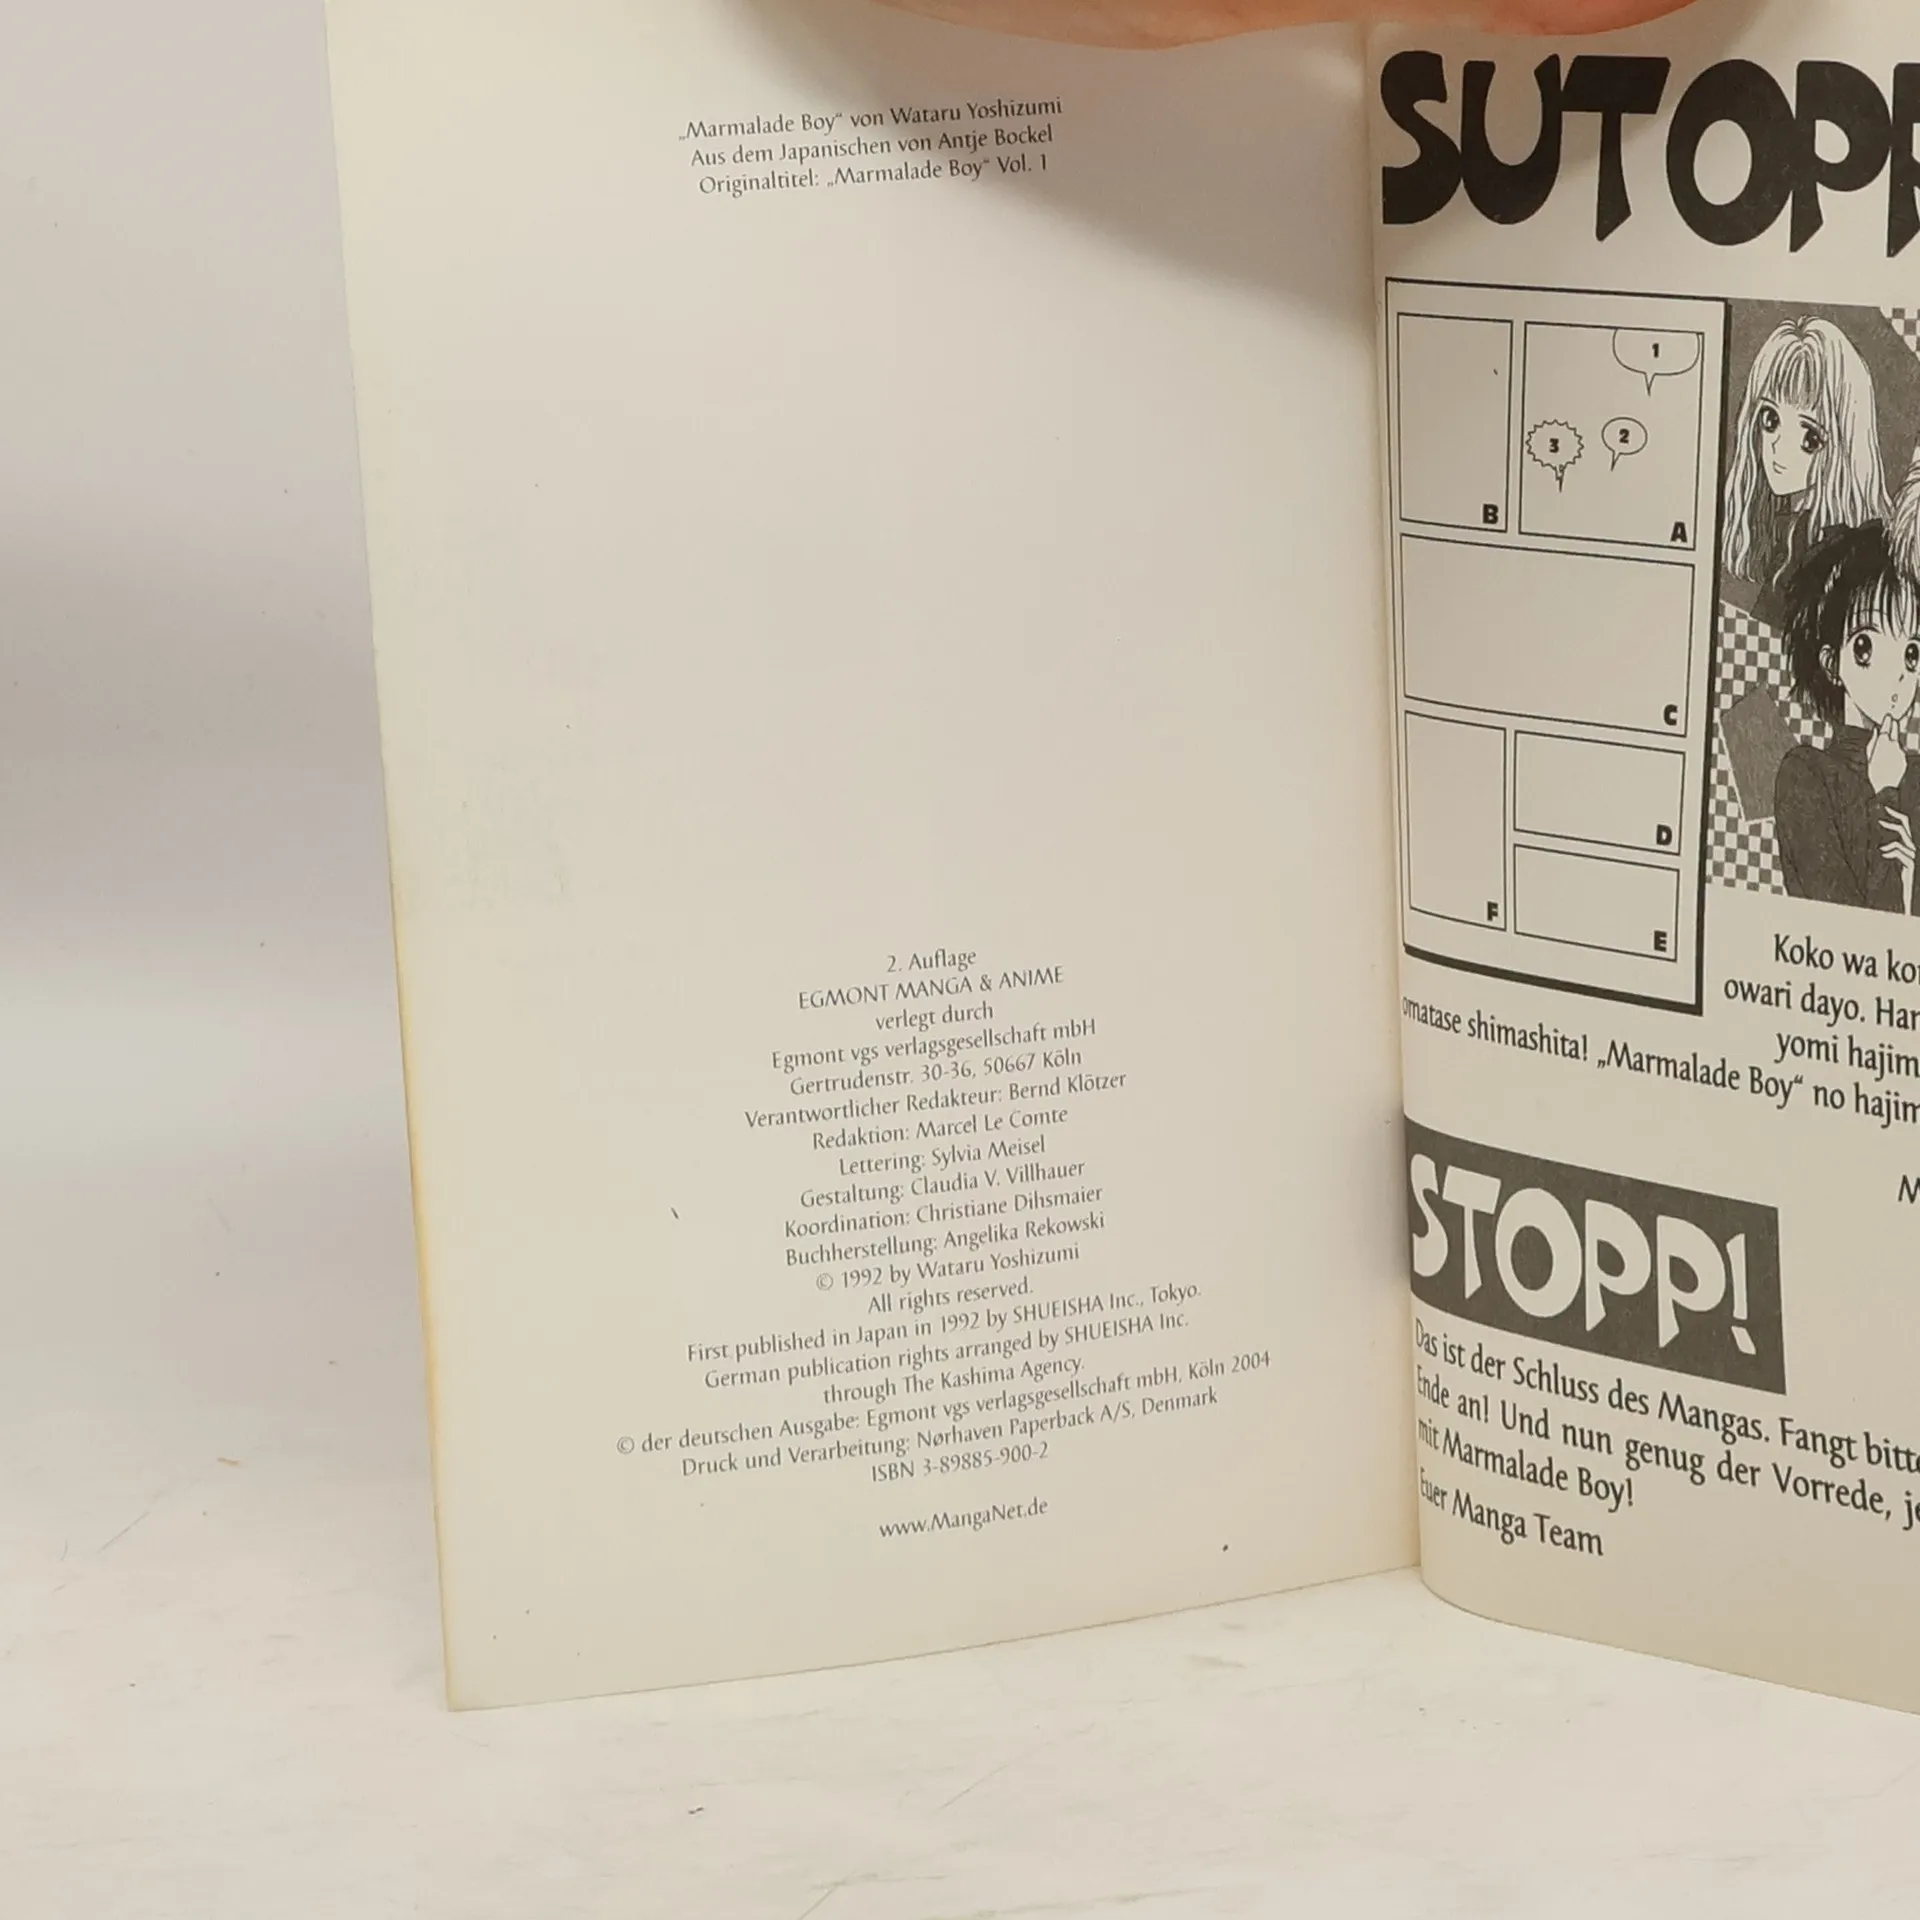 „Marmalade Boy“ von Wataru Yoshizumi
Aus dem Japanischen von Antje Bockel
Originaltitel: „Marmalade Boy“ Vol. 1
2. Auflage
EGMONT MANGA & ANIME
verlegt durch
Egmont vgs verlagsgesellschaft mbH
Gertrudenstr. 30-36, 50667 Köln
Verantwortlicher Redakteur: Bernd Klötzer
Redaktion: Marcel Le Comte
Lettering: Sylvia Meisel
Gestaltung: Claudia V. Villhauer
Koordination: Christiane Dihsmaier
Buchherstellung: Angelika Rekowski
© 1992 by Wataru Yoshizumi
All rights reserved.
First published in Japan in 1992 by SHUEISHA Inc., Tokyo.
German publication rights arranged by SHUEISHA Inc.
through The Kashima Agency.
© der deutschen Ausgabe: Egmont vgs verlagsgesellschaft mbH, Köln 2004
Druck und Verarbeitung: Nørhaven Paperback A/S, Denmark
ISBN 3-89885-900-2
www.MangaNet.de
SUTOPP
1
3 2
B A
C
D
F E
Koko wa
owari dayo.
yomi
omatase shimashita! „Marmalade Boy“ no
STOPP!
Das ist der Schluss des Mangas. Fangt
Ende an! Und nun genug der Vorrede,
mit Marmalade Boy!
Euer Manga Team